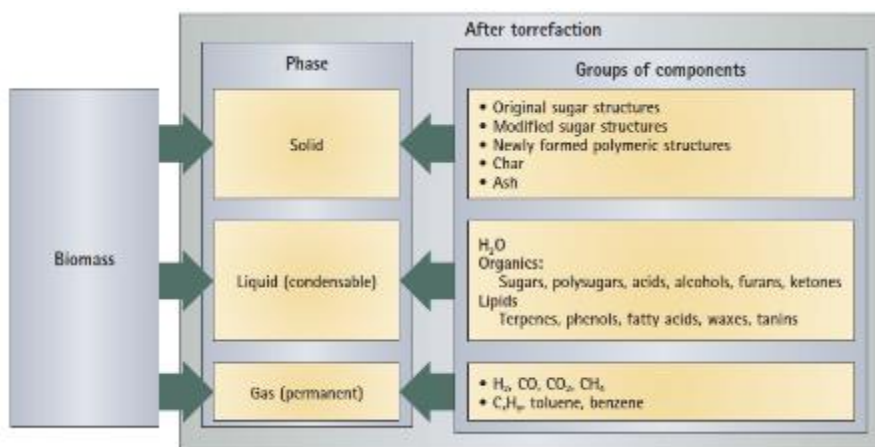 After torrefaction
Phase
Groups of components
Biomass
Solid
• Original sugar structures
• Modified sugar structures
• Newly formed polymeric structures
• Char
• Ash
Liquid (condensable)
H₂O
Organics:
Sugars, polysugars, acids, alcohols, furans, ketones
Lipids
Terpenes, phenols, fatty acids, waxes, tanins
Gas (permanent)
• H₂, CO, CO₂, CH₄
• CₓHᵧ, toluene, benzene